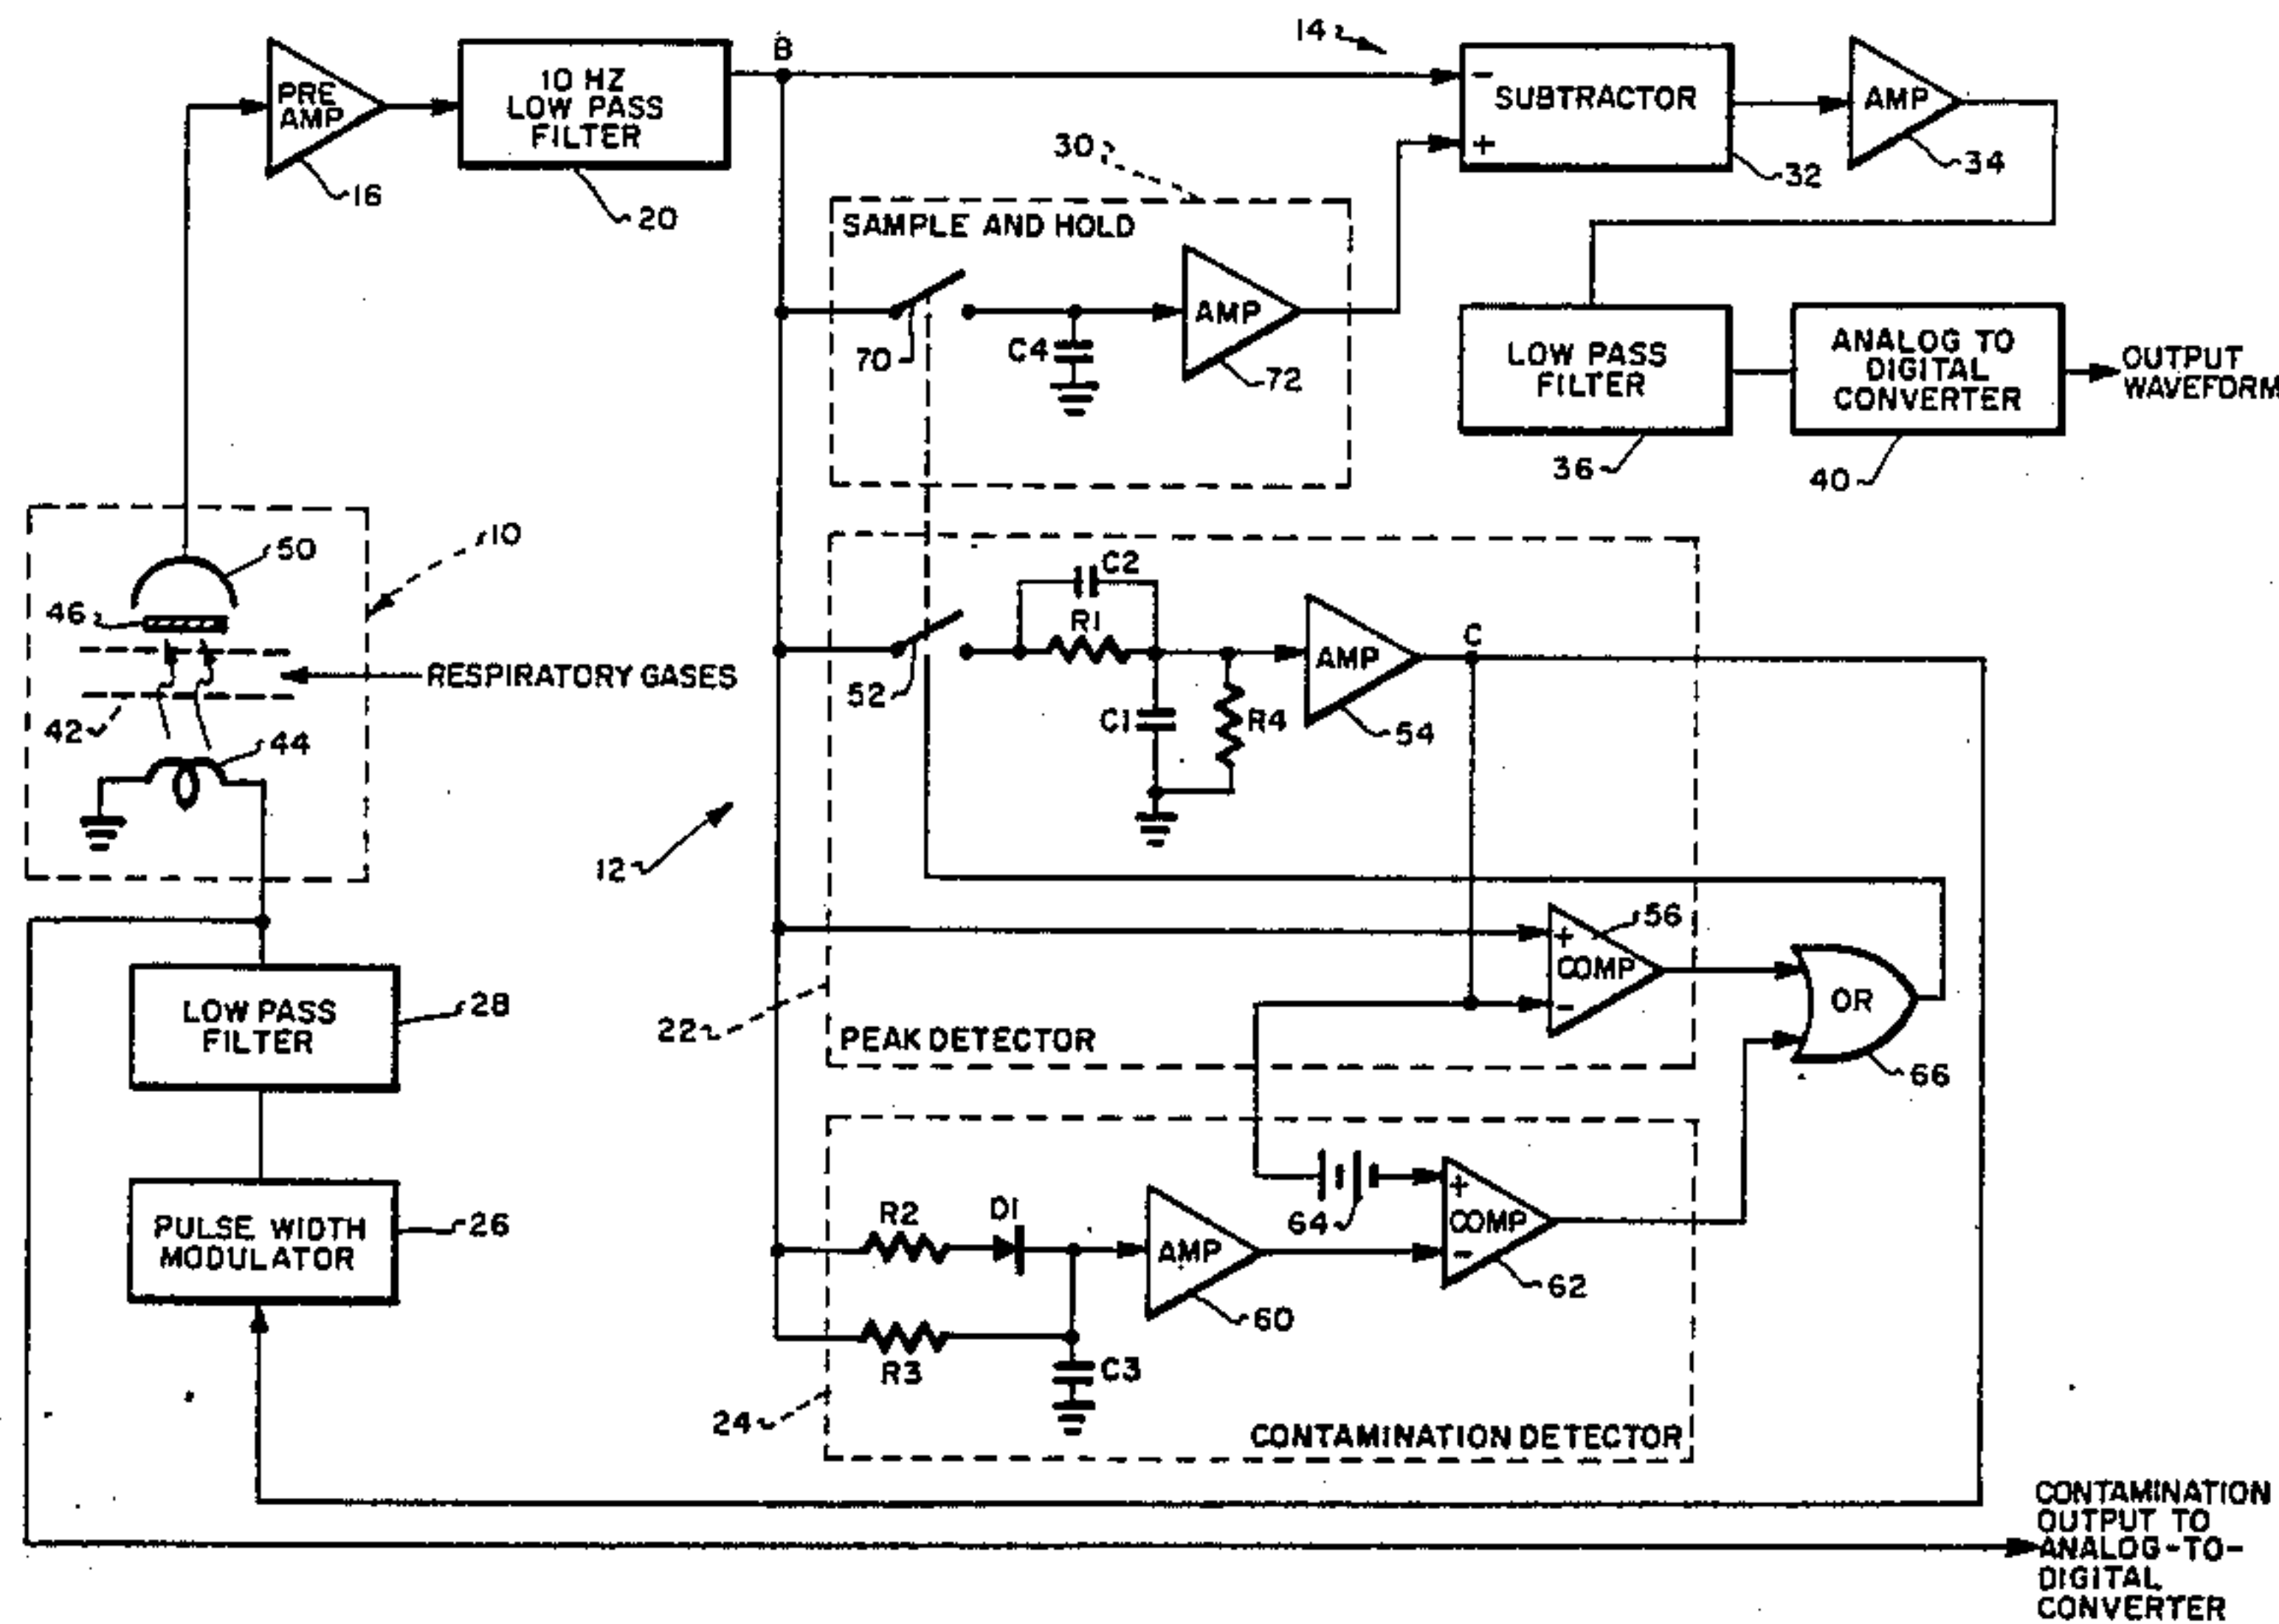 B
14
PRE
AMP
16
10 HZ
LOW PASS
FILTER
20
-
+
SUBTRACTOR
32
AMP
34
30
SAMPLE AND HOLD
70
C4
AMP
72
LOW PASS
FILTER
36
ANALOG TO
DIGITAL
CONVERTER
40
OUTPUT
WAVEFORM
10
50
46
RESPIRATORY GASES
42
44
12
C2
R1
52
C1
R4
AMP
54
C
56
+
COMP
-
22
PEAK DETECTOR
OR
66
LOW PASS
FILTER
28
PULSE WIDTH
MODULATOR
26
R2
D1
AMP
60
64
+
COMP
-
62
R3
C3
24
CONTAMINATION DETECTOR
CONTAMINATION
OUTPUT TO
ANALOG-TO-
DIGITAL
CONVERTER